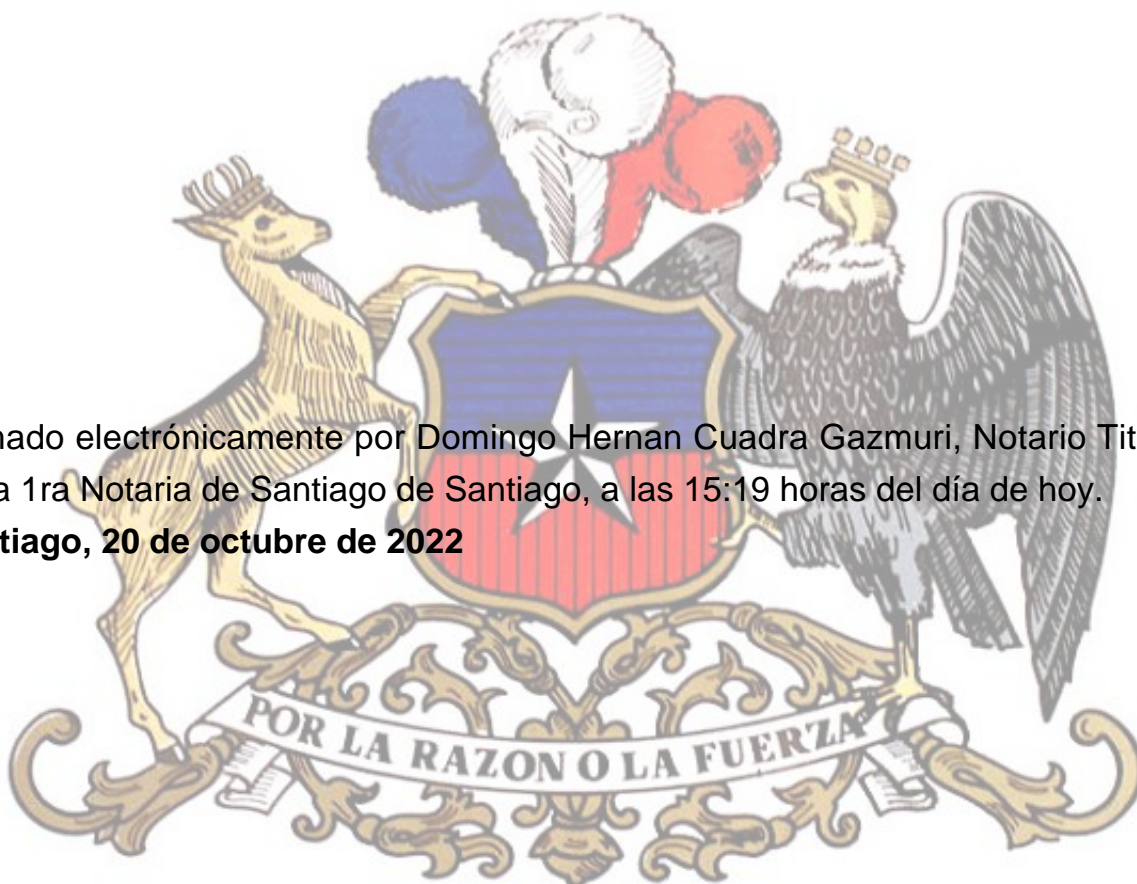 nado electrónicamente por Domingo Hernan Cuadra Gazmuri, Notario Tit
a 1ra Notaria de Santiago de Santiago, a las 15:19 horas del día de hoy.
tiago, 20 de octubre de 2022
POR LA RAZON O LA FUERZA